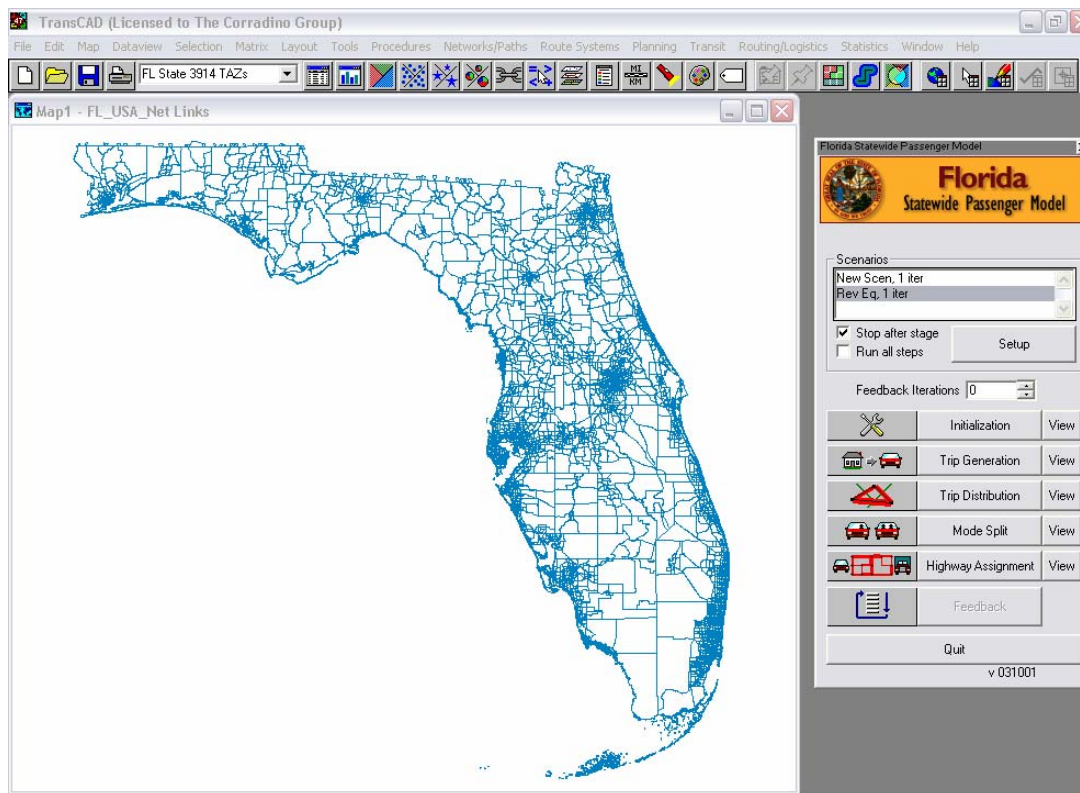 TransCAD (Licensed to The Corradino Group)
File Edit Map Dataview Selection Matrix Layout Tools Procedures Networks/Paths Route Systems Planning Transit Routing/Logistics Statistics Window Help
FL State 3914 TAZs
MI
KM
Map1 - FL_USA_Net Links
Florida Statewide Passenger Model
Florida
Statewide Passenger Model
Scenarios
New Scen, 1 iter
Rev Eq, 1 iter
Stop after stage
Run all steps
Setup
Feedback Iterations 0
Initialization View
Trip Generation View
Trip Distribution View
Mode Split View
Highway Assignment View
Feedback
Quit
v 031001